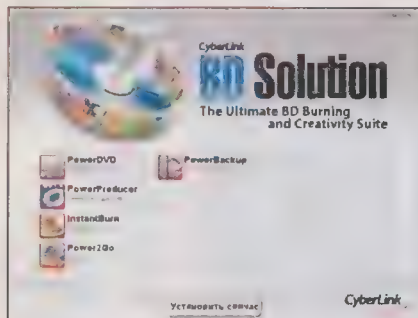 CyberLink
BD Solution
The Ultimate BD Burning
and Creativity Suite
PowerDVD
PowerBackup
PowerProducer
InstantBurn
Power2Go
Установить сейчас
CyberLink